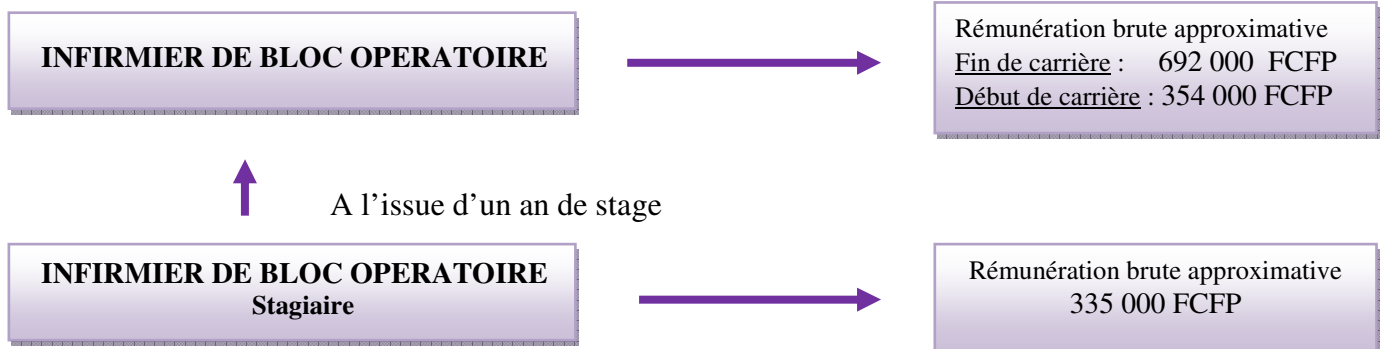 INFIRMIER DE BLOC OPERATOIRE
Rémunération brute approximative
Fin de carrière : 692 000 FCFP
Début de carrière : 354 000 FCFP
A l’issue d’un an de stage
INFIRMIER DE BLOC OPERATOIRE
Stagiaire
Rémunération brute approximative
335 000 FCFP